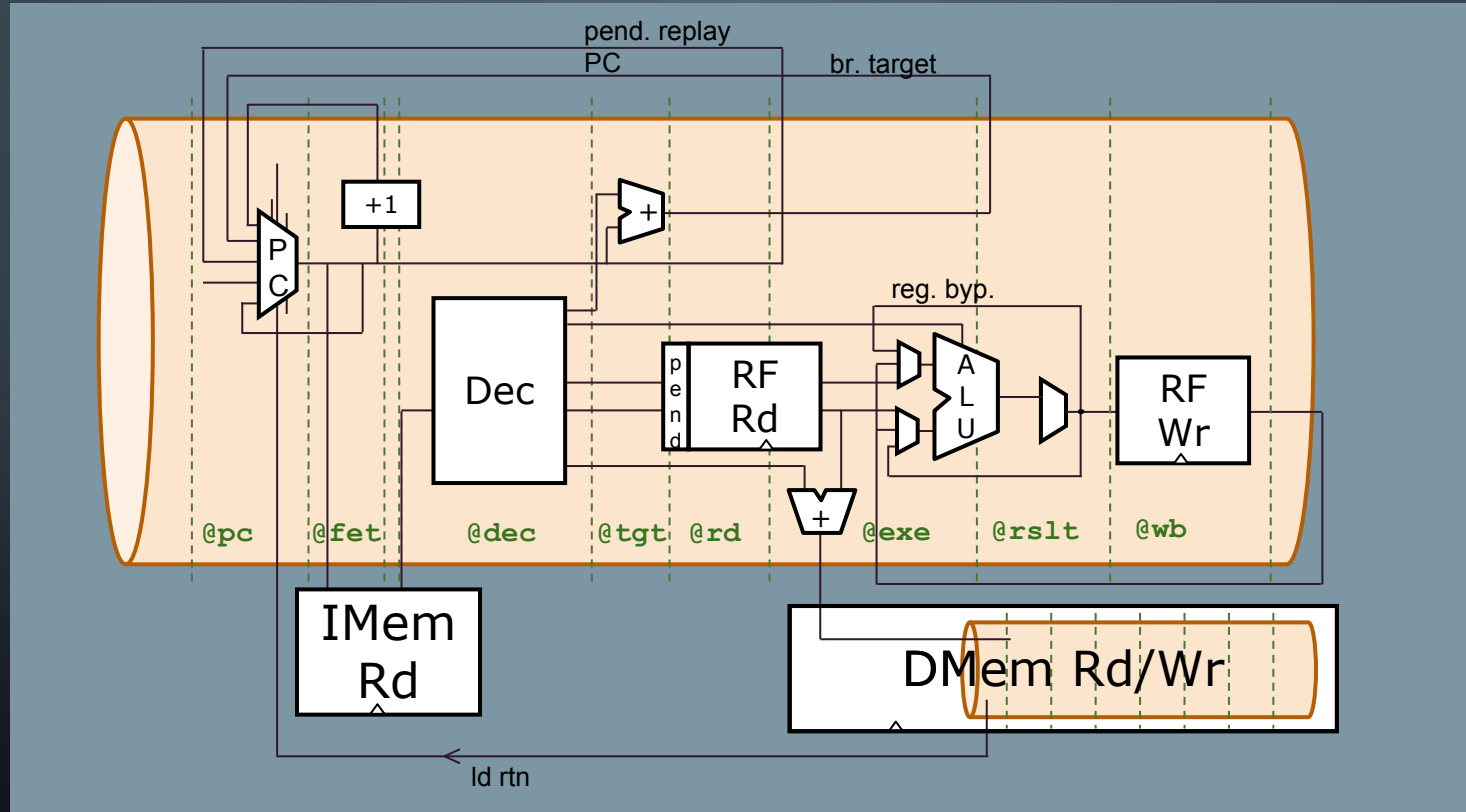 pend. replay
PC
br. target
+1
+
P
C
reg. byp.
Dec
p
e
n
d
RF
Rd
A
L
U
RF
Wr
+
@pc
@fet
@dec
@tgt
@rd
@exe
@rslt
@wb
IMem
Rd
DMem Rd/Wr
ld rtn